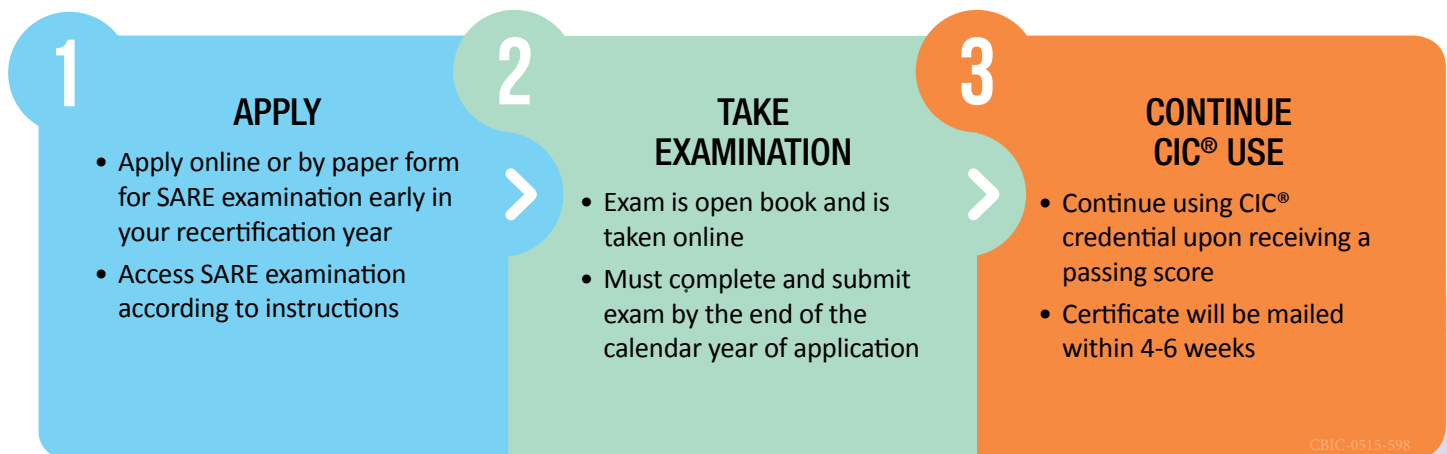 1
APPLY
• Apply online or by paper form
for SARE examination early in
your recertification year
• Access SARE examination
according to instructions
2
TAKE
EXAMINATION
• Exam is open book and is
taken online
• Must complete and submit
exam by the end of the
calendar year of application
3
CONTINUE
CIC® USE
• Continue using CIC®
credential upon receiving a
passing score
• Certificate will be mailed
within 4-6 weeks
CBIC-0515-598